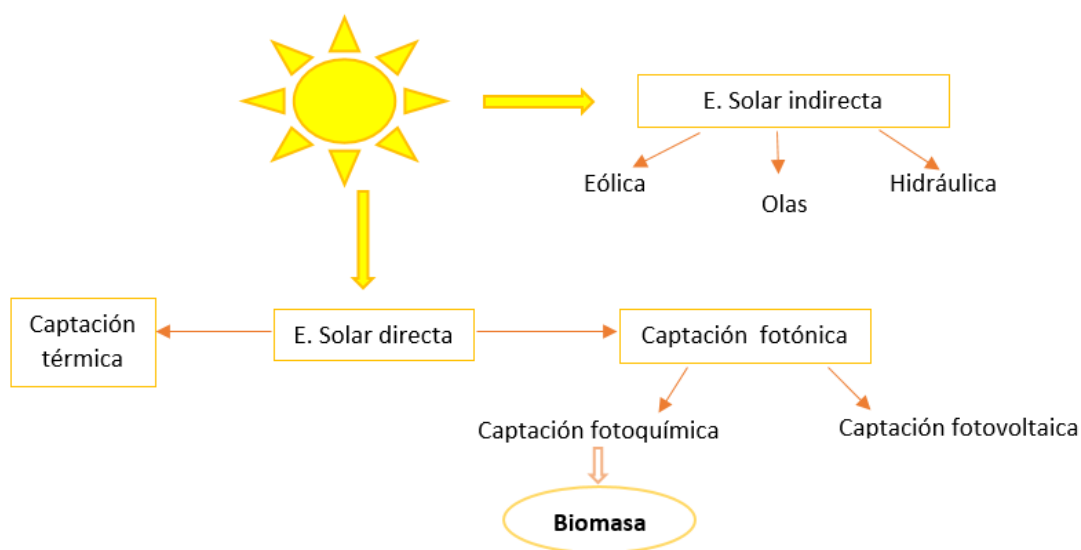 E. Solar indirecta
Eólica
Olas
Hidráulica
Captación
térmica
E. Solar directa
Captación fotónica
Captación fotoquímica
Captación fotovoltaica
Biomasa